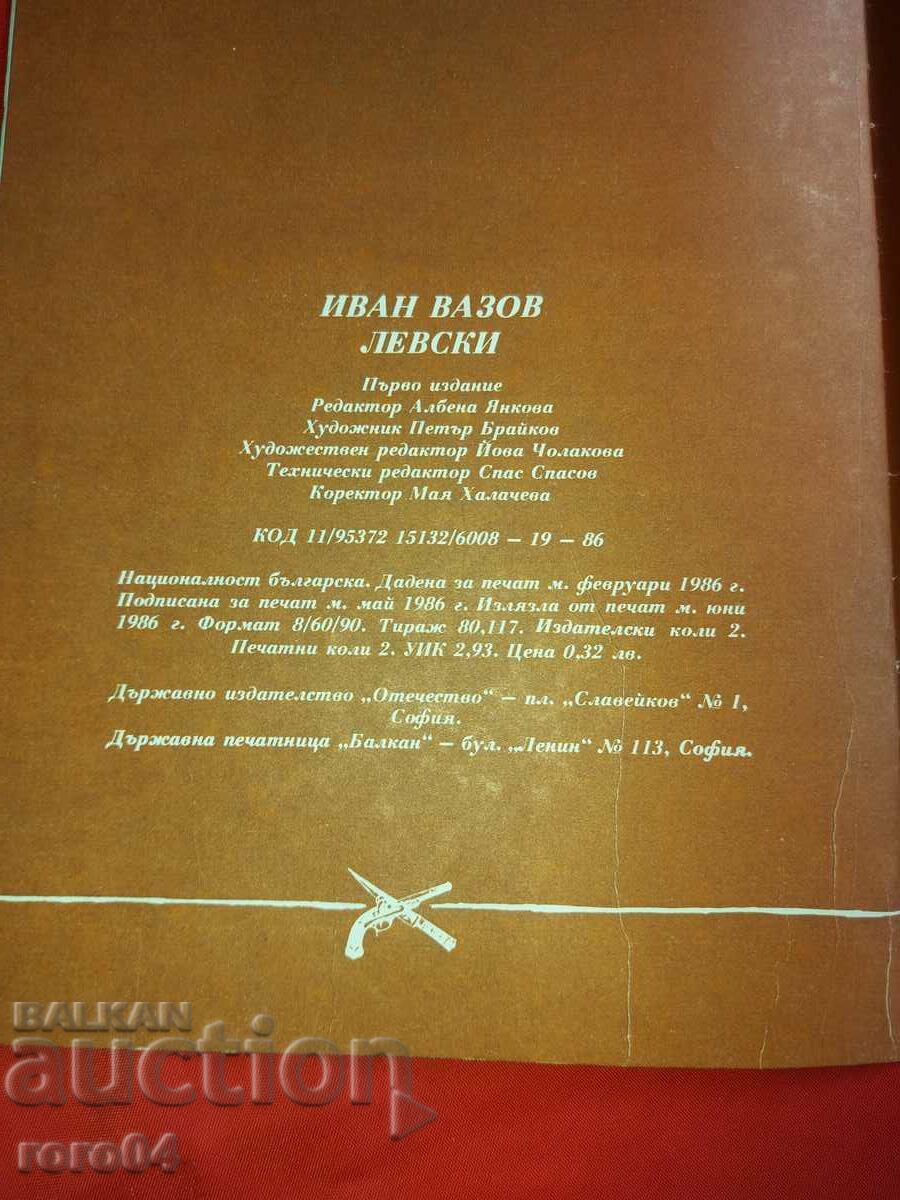 ИВАН ВАЗОВ
ЛЕВСКИ
Първо издание
Редактор Албена Янкова
Художник Петър Брайков
Художествен редактор Йова Чолакова
Технически редактор Спас Спасов
Коректор Мая Халачева
КОД 11/95372 15132/6008 – 19 – 86
Националност българска. Дадена за печат м. февруари 1986 г.
Подписана за печат м. май 1986 г. Излязла от печат м. юни
1986 г. Формат 8/60/90. Тираж 80,117. Издателски коли 2.
Печатни коли 2. УИК 2,93. Цена 0,32 лв.
Държавно издателство „Отечество“ – пл. „Славейков“ № 1,
София.
Държавна печатница „Балкан“ – бул. „Ленин“ № 113, София.
BALKAN
auction
roro04